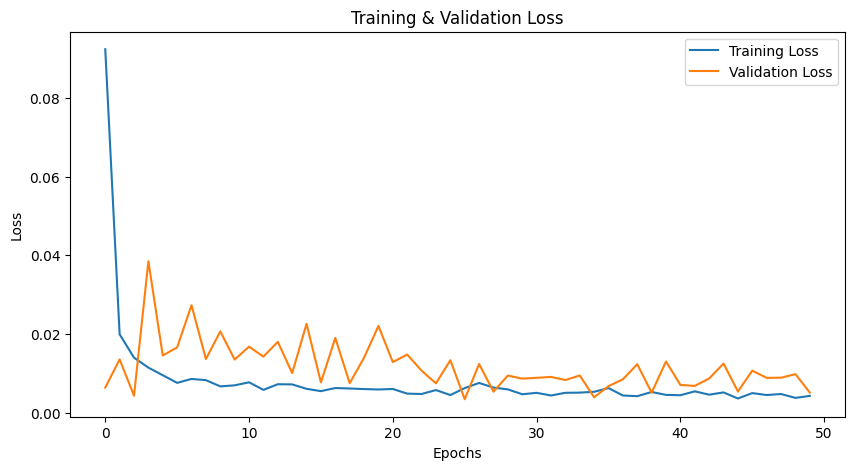 Training & Validation Loss
Training Loss
Validation Loss
0.08
0.06
0.04
0.02
0.00
Loss
0
10
20
30
40
50
Epochs